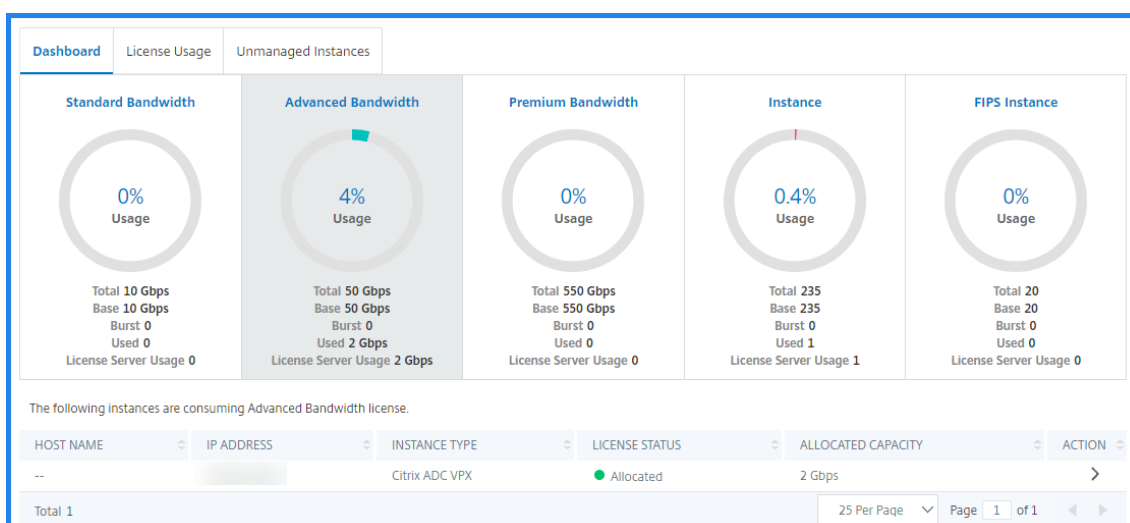 Dashboard License Usage Unmanaged Instances
Standard Bandwidth Advanced Bandwidth Premium Bandwidth Instance FIPS Instance
0% 4% 0% 0.4% 0%
Usage Usage Usage Usage Usage
Total 10 Gbps Total 50 Gbps Total 550 Gbps Total 235 Total 20
Base 10 Gbps Base 50 Gbps Base 550 Gbps Base 235 Base 20
Burst 0 Burst 0 Burst 0 Burst 0 Burst 0
Used 0 Used 2 Gbps Used 0 Used 1 Used 0
License Server Usage 0 License Server Usage 2 Gbps License Server Usage 0 License Server Usage 1 License Server Usage 0
The following instances are consuming Advanced Bandwidth license.
HOST NAME IP ADDRESS INSTANCE TYPE LICENSE STATUS ALLOCATED CAPACITY ACTION
-- Citrix ADC VPX Allocated 2 Gbps
Total 1 25 Per Page Page 1 of 1